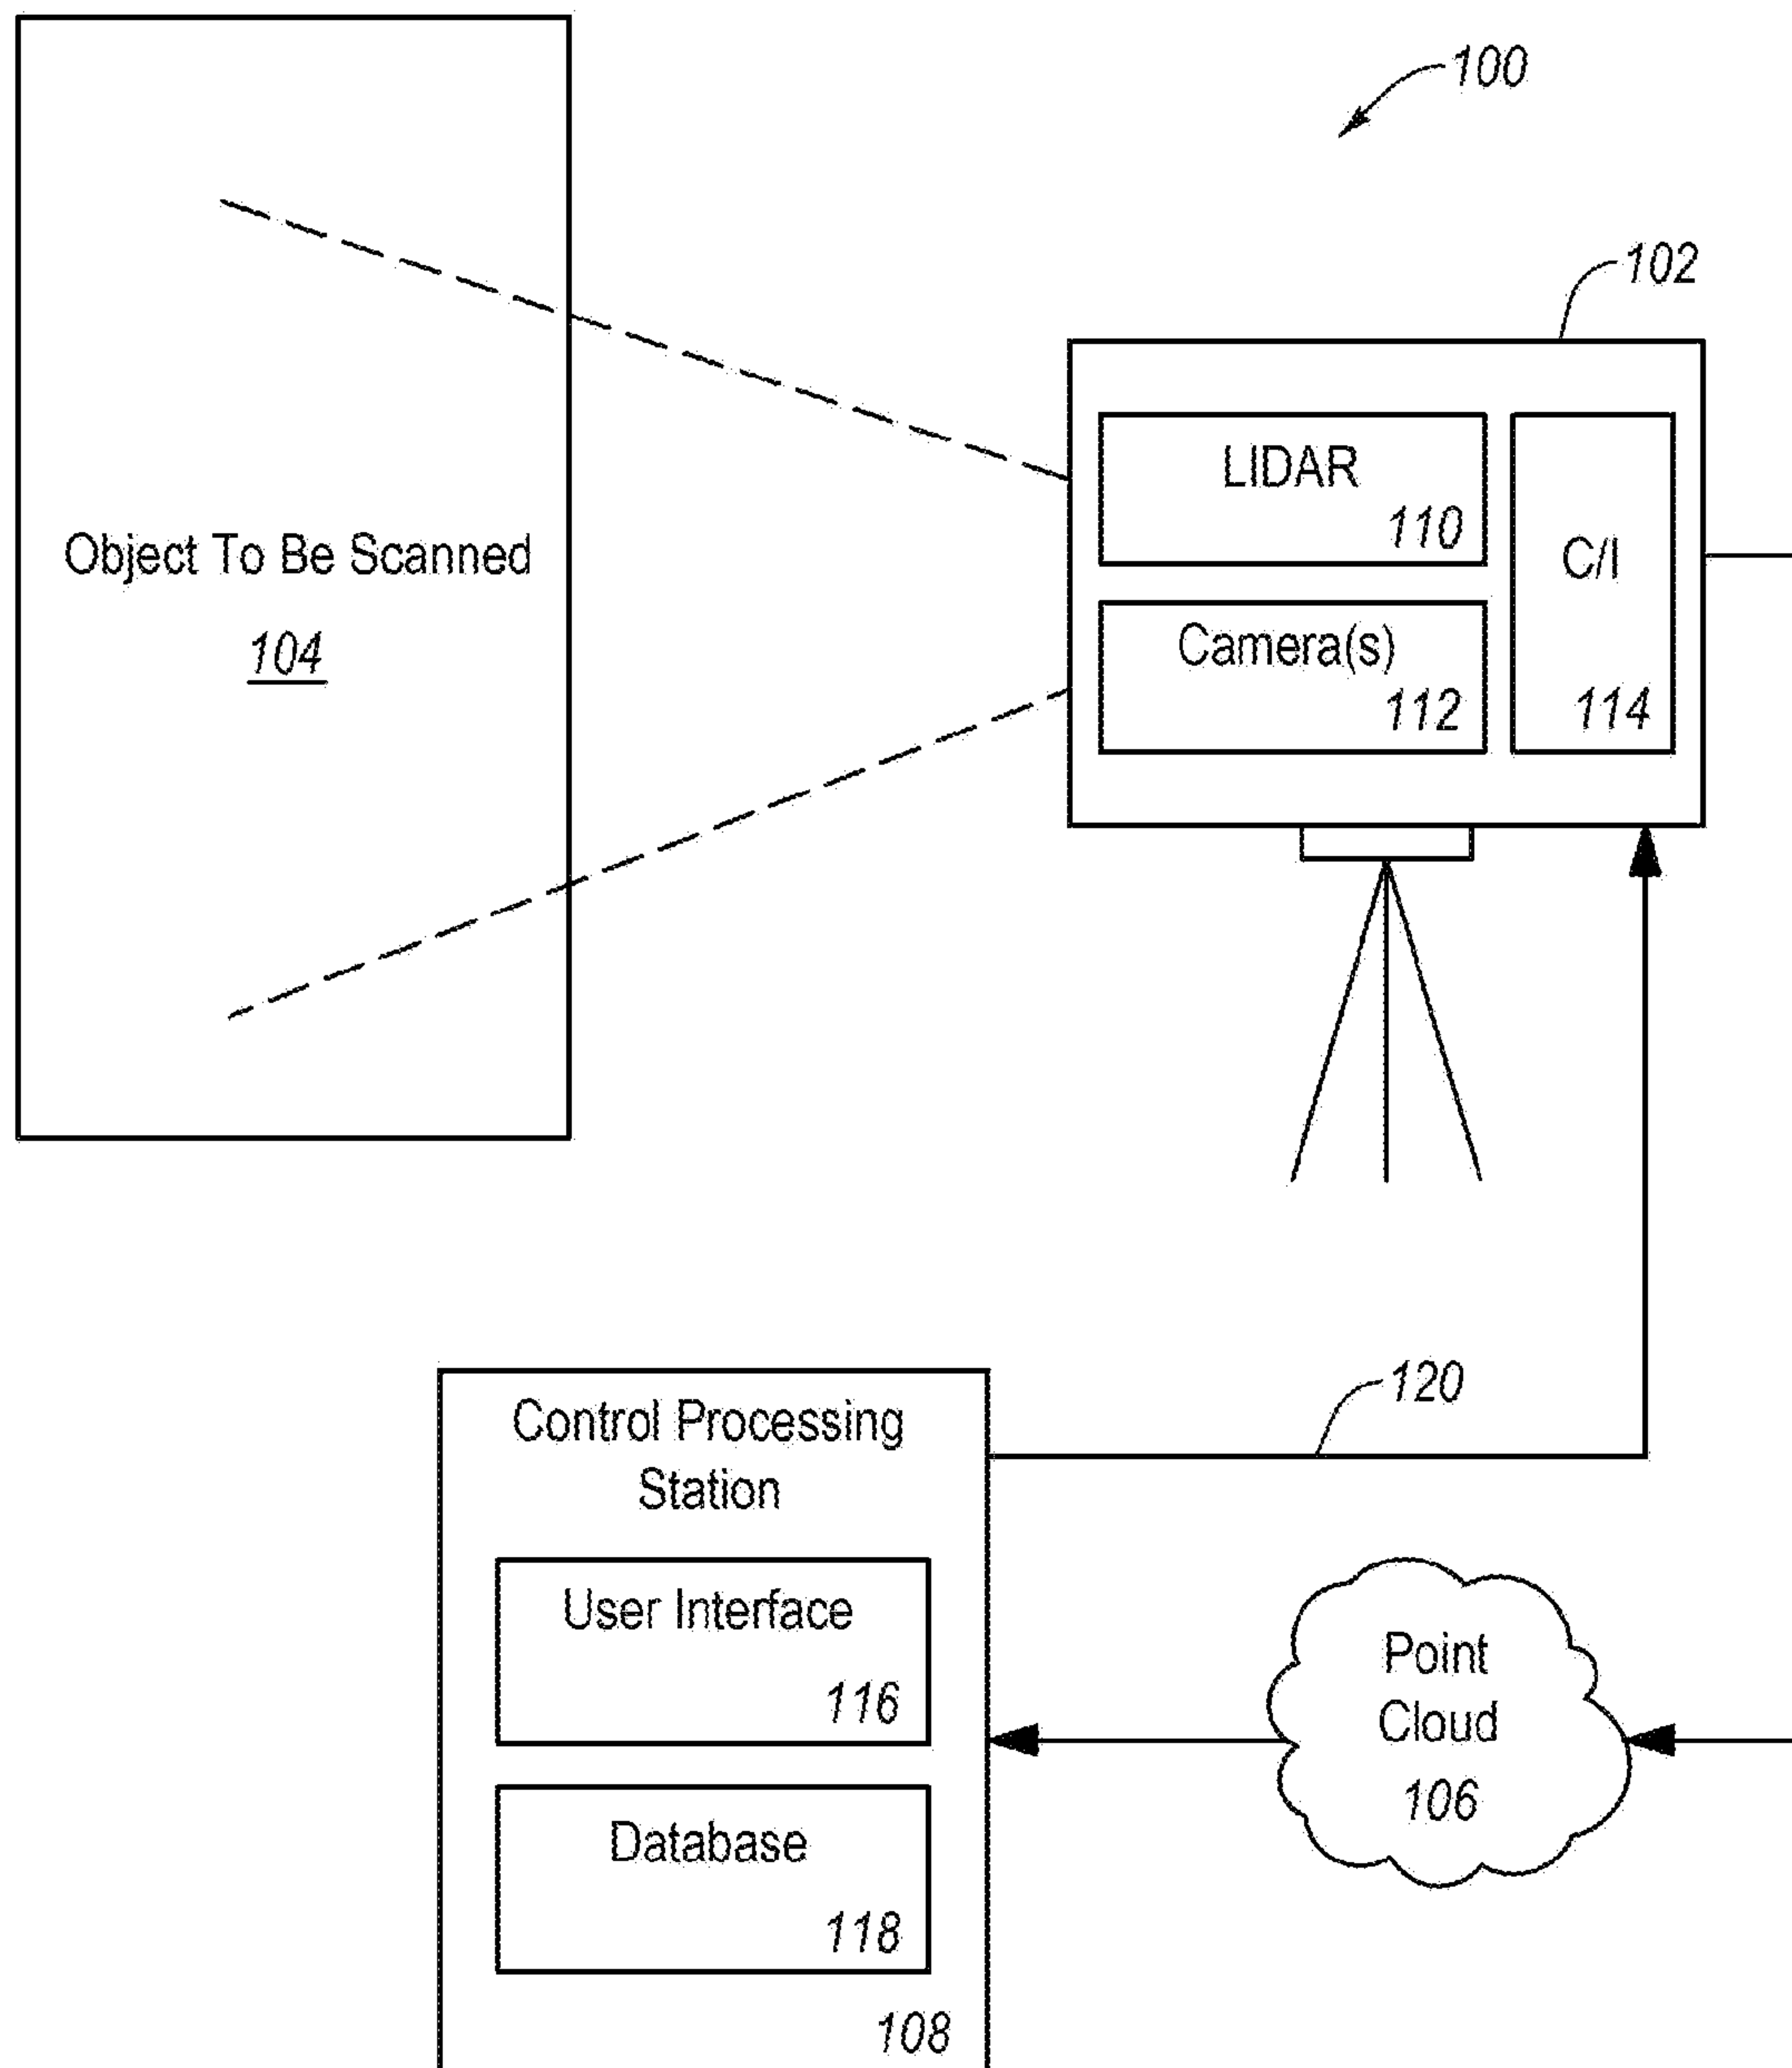 100
102
LIDAR
110
C/I
Object To Be Scanned
104
Camera(s)
112
114
120
Control Processing
Station
User Interface
116
Point
Cloud
106
Database
118
108